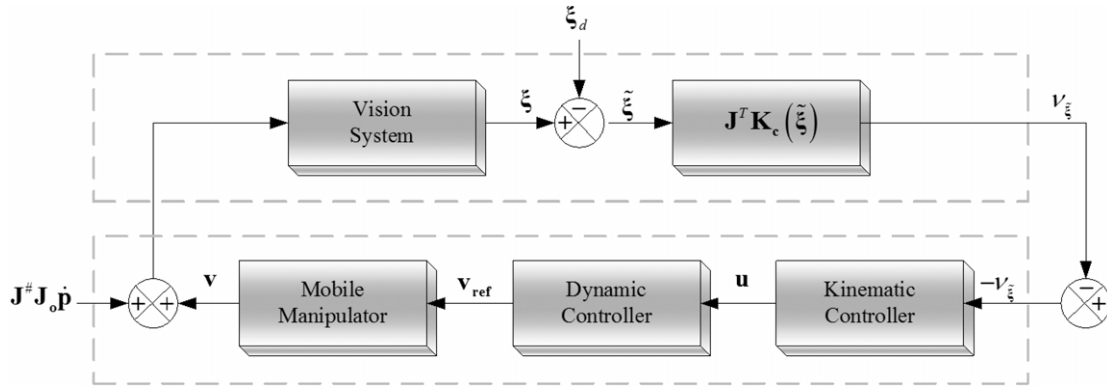 ξ_d
Vision
System
ξ
−
+
ξ̃
J^T K_c (ξ̃)
ν_ξ̃
J^# J_o ṗ
+
+
v
Mobile
Manipulator
v_ref
Dynamic
Controller
u
Kinematic
Controller
−ν_ξ̃
−
+